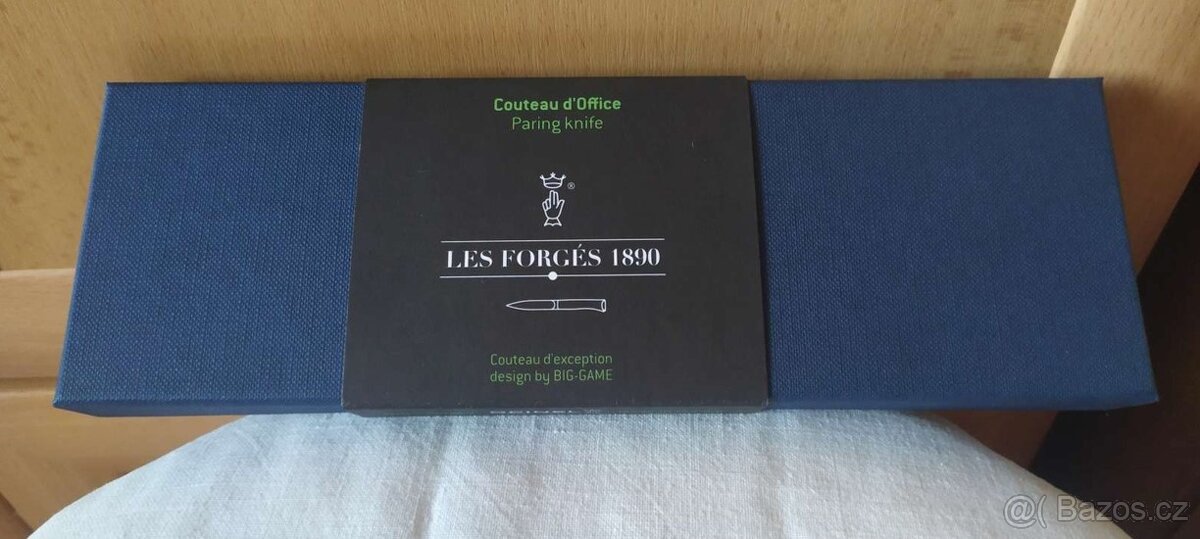 Couteau d'Office
Paring knife
®
LES FORGÉS 1890
Couteau d'exception
design by BIG-GAME
@( Bazos.cz